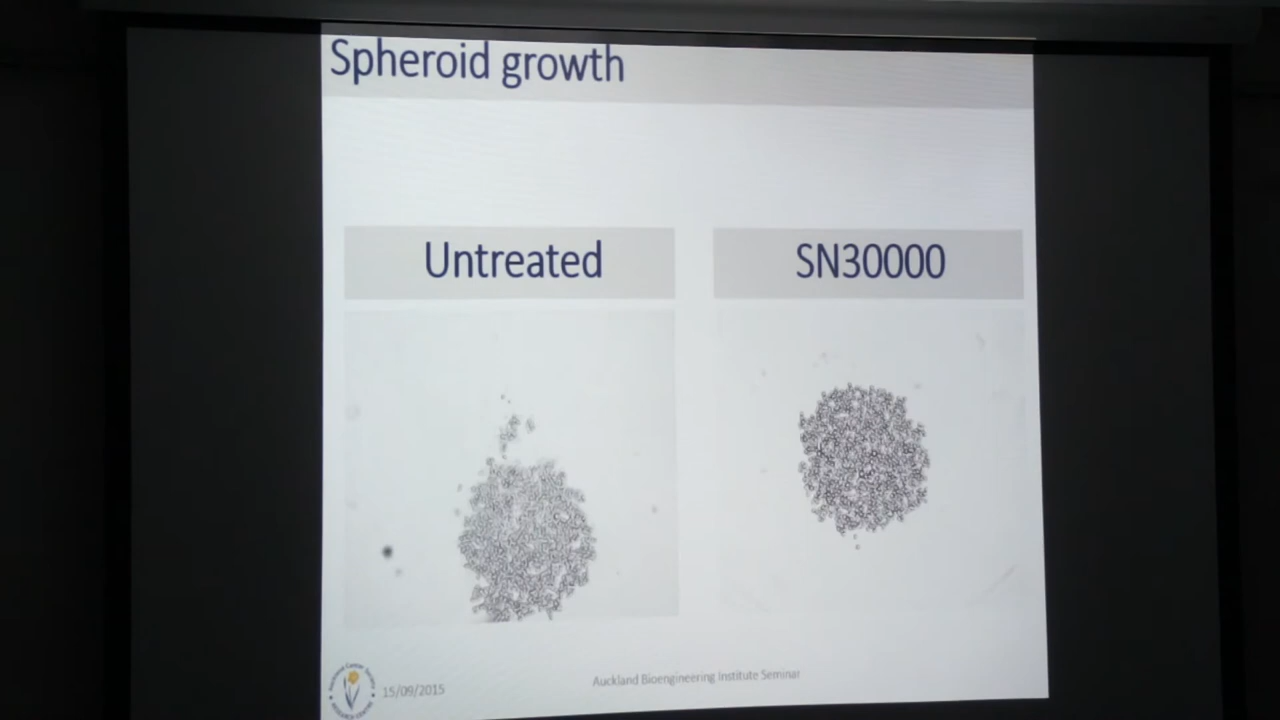 Spheroid growth
Untreated
SN30000
15/09/2015
Auckland Bioengineering Institute Seminar